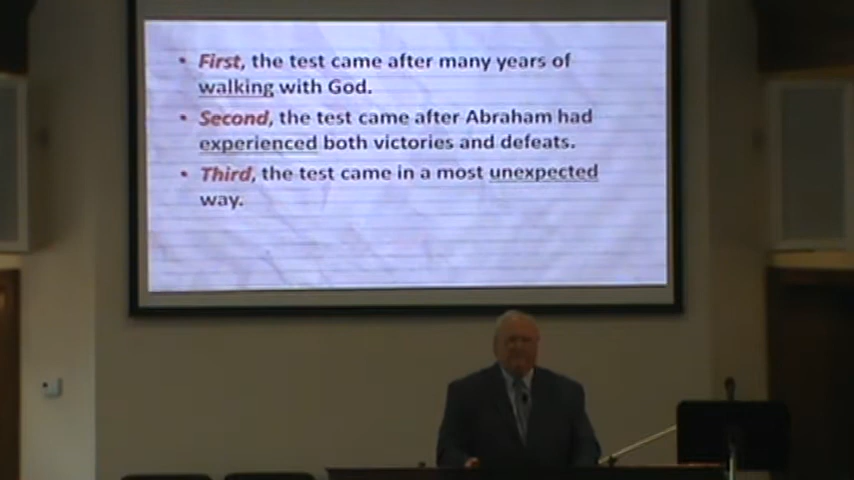 • First, the test came after many years of
walking with God.
• Second, the test came after Abraham had
experienced both victories and defeats.
• Third, the test came in a most unexpected
way.